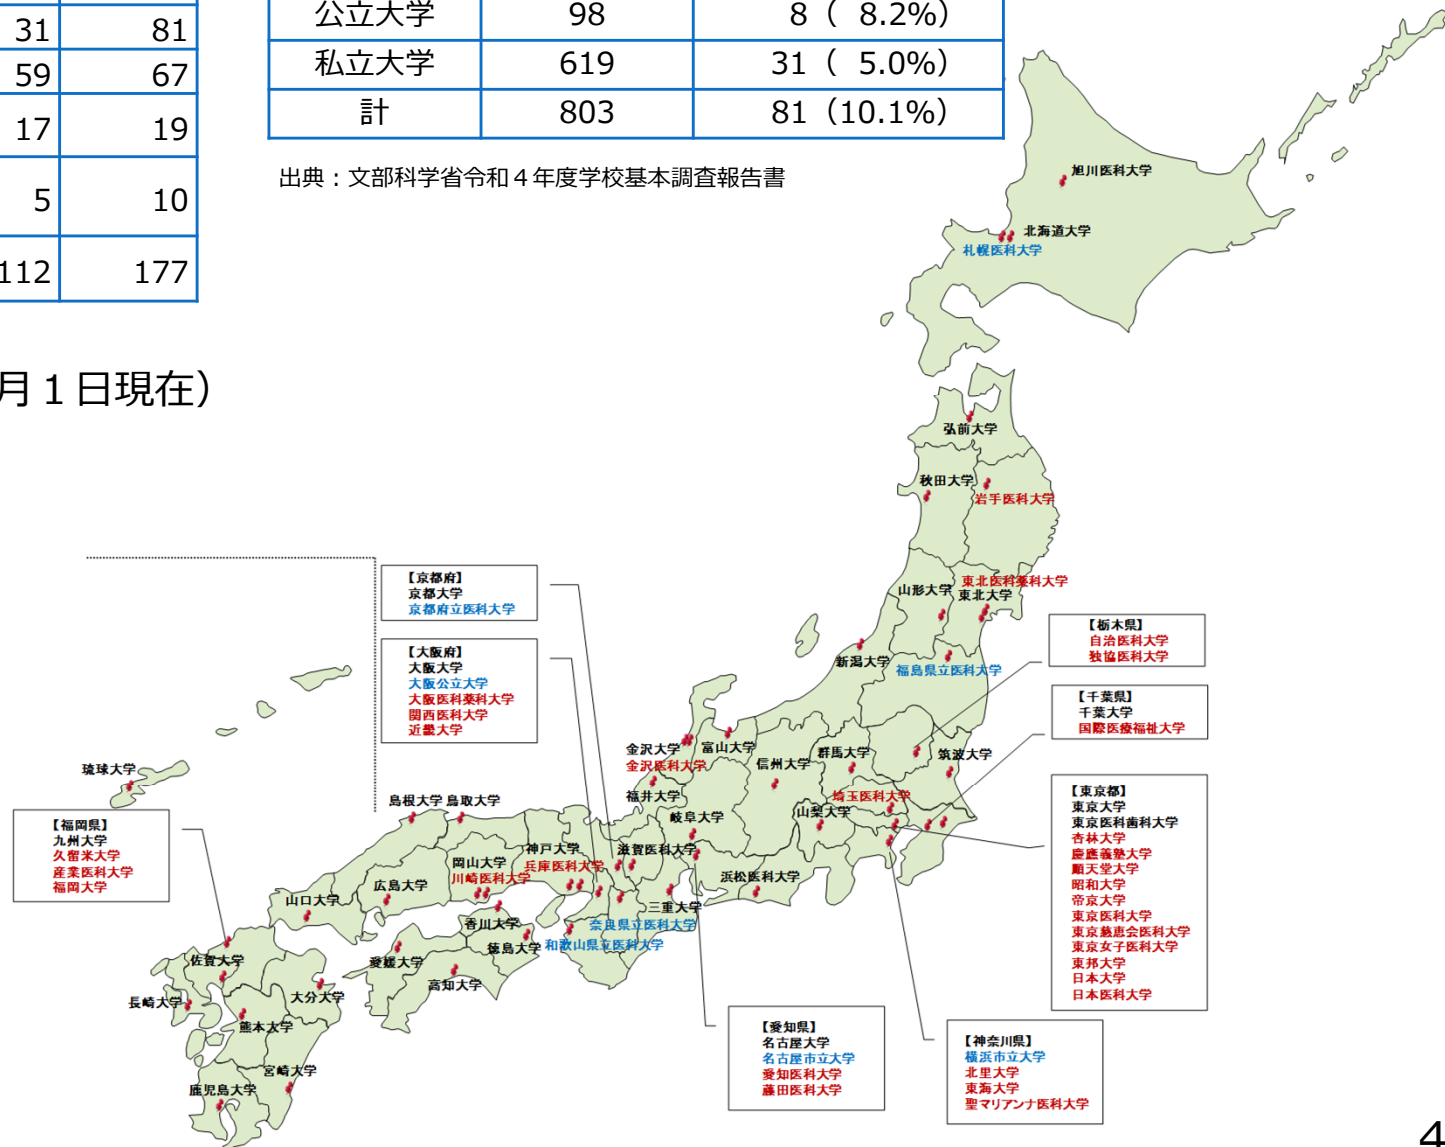 31 81
59 67
17 19
5 10
112 177
公立大学 98 8（ 8.2%）
私立大学 619 31（ 5.0%）
計 803 81（10.1%）
出典：文部科学省令和４年度学校基本調査報告書
月１日現在）
旭川医科大学
北海道大学
札幌医科大学
弘前大学
秋田大学
岩手医科大学
東北医科薬科大学
山形大学
東北大学
新潟大学
福島県立医科大学
【京都府】
京都大学
京都府立医科大学
【大阪府】
大阪大学
大阪公立大学
大阪医科薬科大学
関西医科大学
近畿大学
【栃木県】
自治医科大学
独協医科大学
【千葉県】
千葉大学
国際医療福祉大学
金沢大学
金沢医科大学
富山大学
信州大学
群馬大学
筑波大学
福井大学
埼玉医科大学
岐阜大学
山梨大学
【東京都】
東京大学
東京医科歯科大学
杏林大学
慶應義塾大学
順天堂大学
昭和大学
帝京大学
東京医科大学
東京慈恵会医科大学
東京女子医科大学
東邦大学
日本大学
日本医科大学
琉球大学
【福岡県】
九州大学
久留米大学
産業医科大学
福岡大学
島根大学
鳥取大学
神戸大学
滋賀医科大学
岡山大学
兵庫医科大学
川崎医科大学
浜松医科大学
広島大学
山口大学
三重大学
香川大学
奈良県立医科大学
徳島大学
和歌山県立医科大学
佐賀大学
愛媛大学
高知大学
長崎大学
大分大学
熊本大学
宮崎大学
鹿児島大学
【愛知県】
名古屋大学
名古屋市立大学
愛知医科大学
藤田医科大学
【神奈川県】
横浜市立大学
北里大学
東海大学
聖マリアンナ医科大学
4